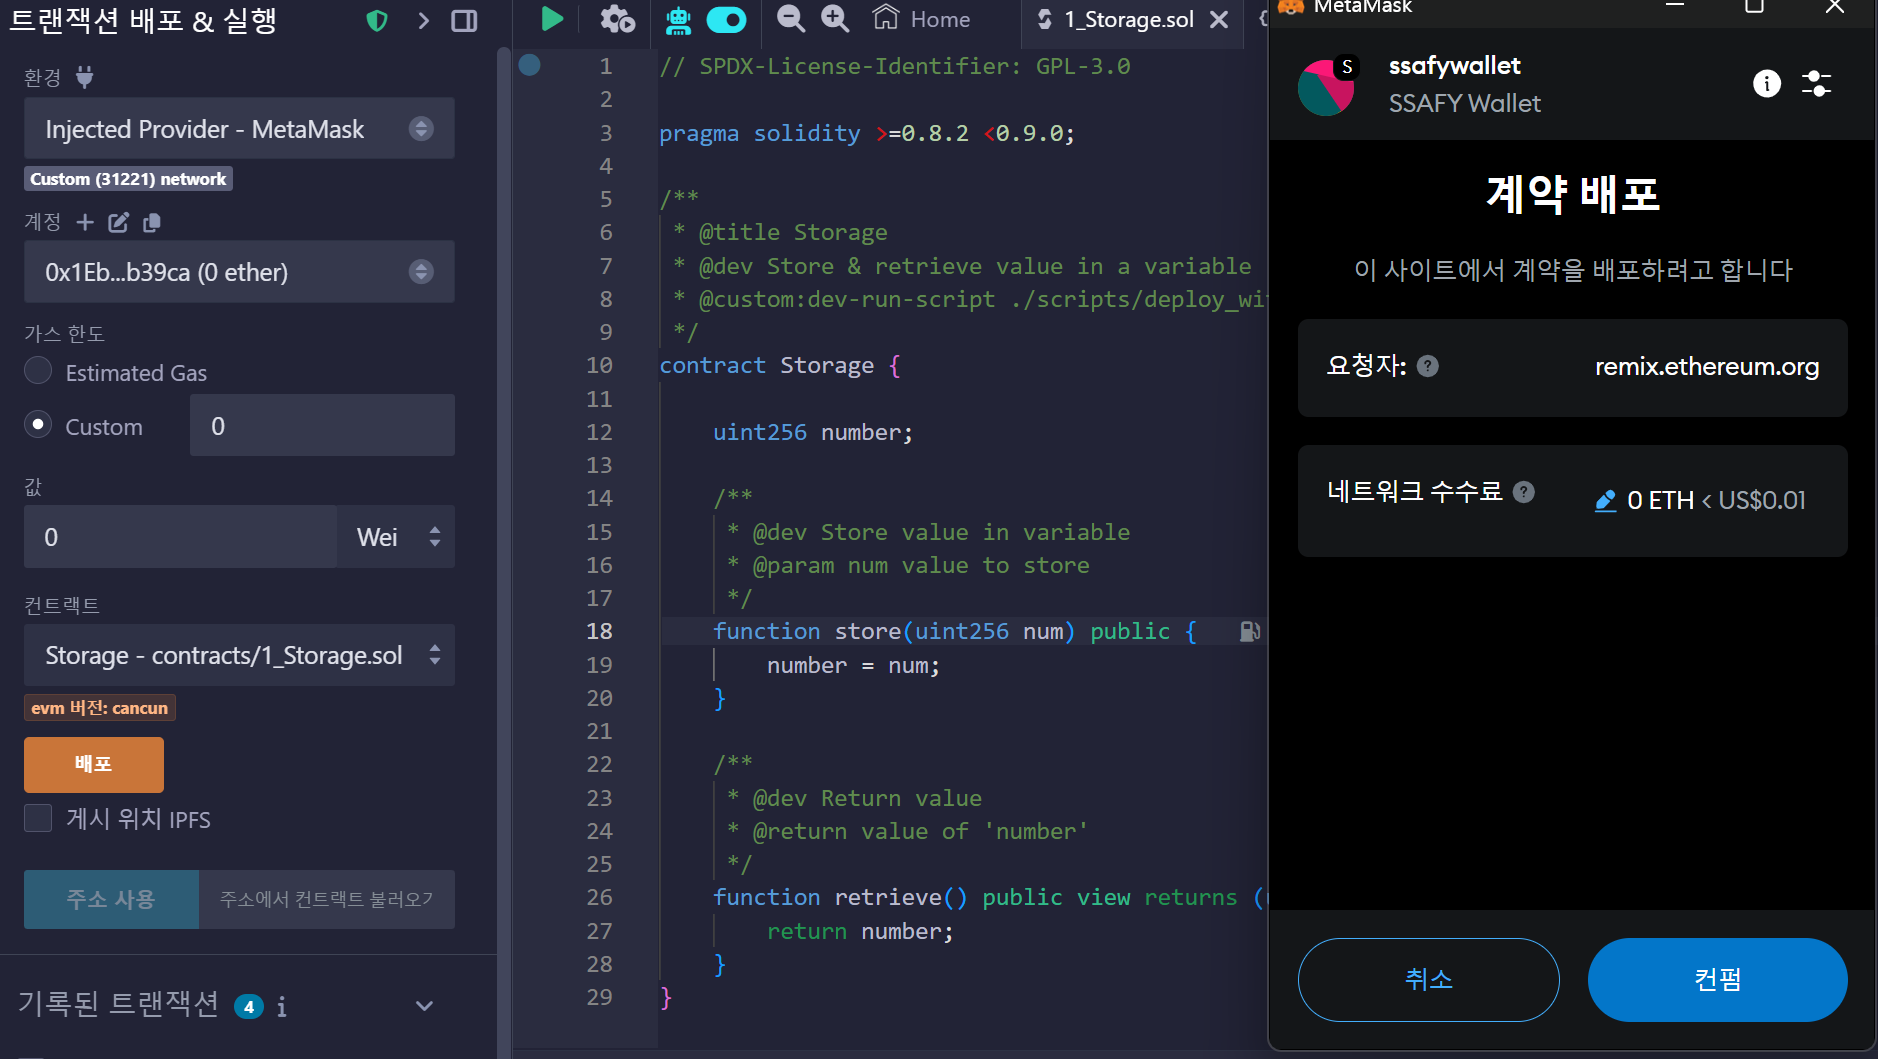 트랜잭션 배포 & 실행
환경
Injected Provider - MetaMask
Custom (31221) network
계정
0x1Eb...b39ca (0 ether)
가스 한도
Estimated Gas
Custom
0
값
0
Wei
컨트랙트
Storage - contracts/1_Storage.sol
evm 버전: cancun
배포
게시 위치 IPFS
주소 사용
주소에서 컨트랙트 불러오기
기록된 트랜잭션 4 i
Home
1_Storage.sol
1 // SPDX-License-Identifier: GPL-3.0
2
3 pragma solidity >=0.8.2 <0.9.0;
4
5 /**
6 * @title Storage
7 * @dev Store & retrieve value in a variable
8 * @custom:dev-run-script ./scripts/deploy_wi
9 */
10 contract Storage {
11
12 uint256 number;
13
14 /**
15 * @dev Store value in variable
16 * @param num value to store
17 */
18 function store(uint256 num) public {
19 number = num;
20 }
21
22 /**
23 * @dev Return value
24 * @return value of 'number'
25 */
26 function retrieve() public view returns (
27 return number;
28 }
29 }
MetaMask
S
ssafywallet
SSAFY Wallet
계약 배포
이 사이트에서 계약을 배포하려고 합니다
요청자: ?
remix.ethereum.org
네트워크 수수료 ?
0 ETH < US$0.01
취소
컨펌